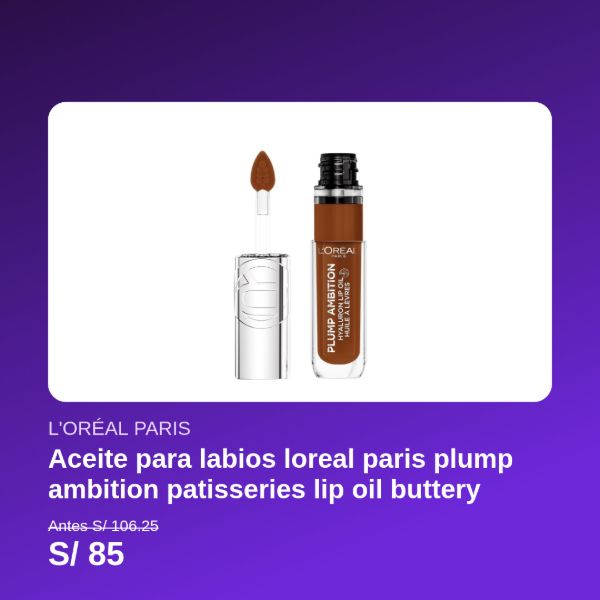 L'ORÉAL
PARIS
PLUMP AMBITION
HYALURON LIP OIL
HUILE À LÈVRES
L'ORÉAL PARIS
Aceite para labios loreal paris plump
ambition patisseries lip oil buttery
Antes S/ 106.25
S/ 85